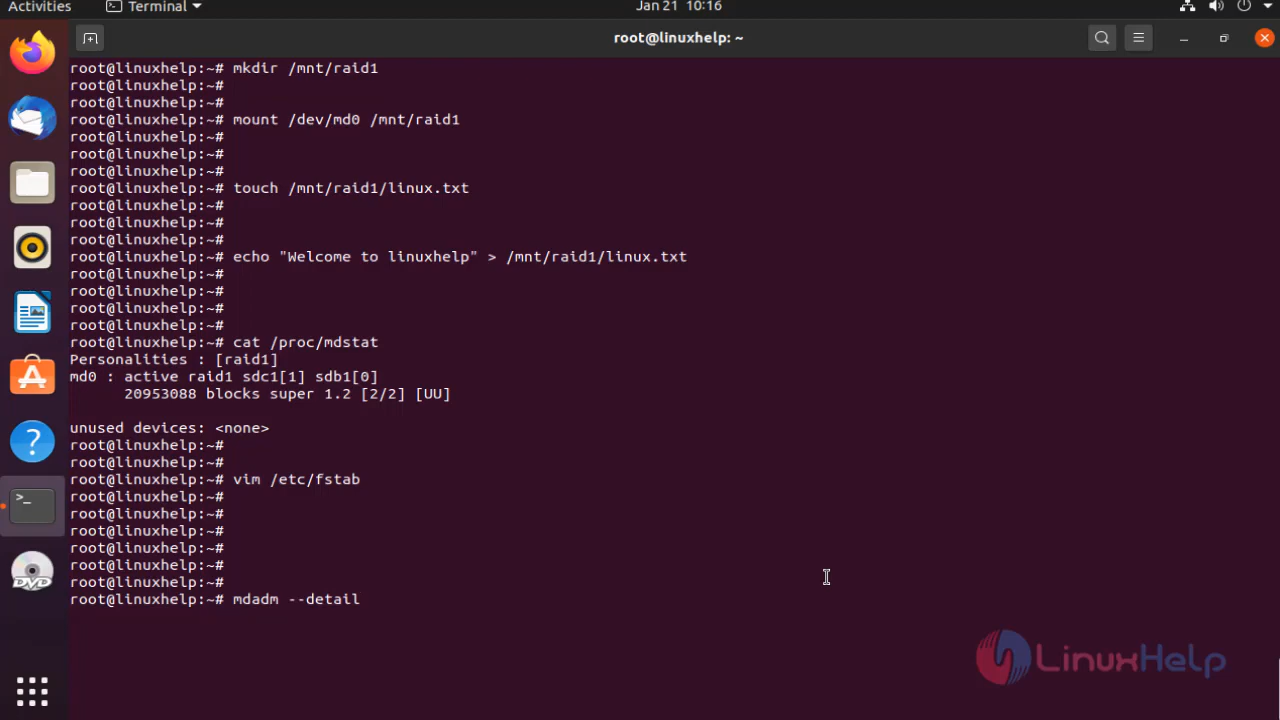 Activities
Terminal
Jan 21 10:16
root@linuxhelp: ~
root@linuxhelp:~# mkdir /mnt/raid1
root@linuxhelp:~#
root@linuxhelp:~#
root@linuxhelp:~# mount /dev/md0 /mnt/raid1
root@linuxhelp:~#
root@linuxhelp:~#
root@linuxhelp:~#
root@linuxhelp:~# touch /mnt/raid1/linux.txt
root@linuxhelp:~#
root@linuxhelp:~#
root@linuxhelp:~#
root@linuxhelp:~# echo "Welcome to linuxhelp" > /mnt/raid1/linux.txt
root@linuxhelp:~#
root@linuxhelp:~#
root@linuxhelp:~#
root@linuxhelp:~#
root@linuxhelp:~# cat /proc/mdstat
Personalities : [raid1]
md0 : active raid1 sdc1[1] sdb1[0]
      20953088 blocks super 1.2 [2/2] [UU]

unused devices: <none>
root@linuxhelp:~#
root@linuxhelp:~#
root@linuxhelp:~# vim /etc/fstab
root@linuxhelp:~#
root@linuxhelp:~#
root@linuxhelp:~#
root@linuxhelp:~#
root@linuxhelp:~#
root@linuxhelp:~#
root@linuxhelp:~# mdadm --detail
>_
DVD
LinuxHelp